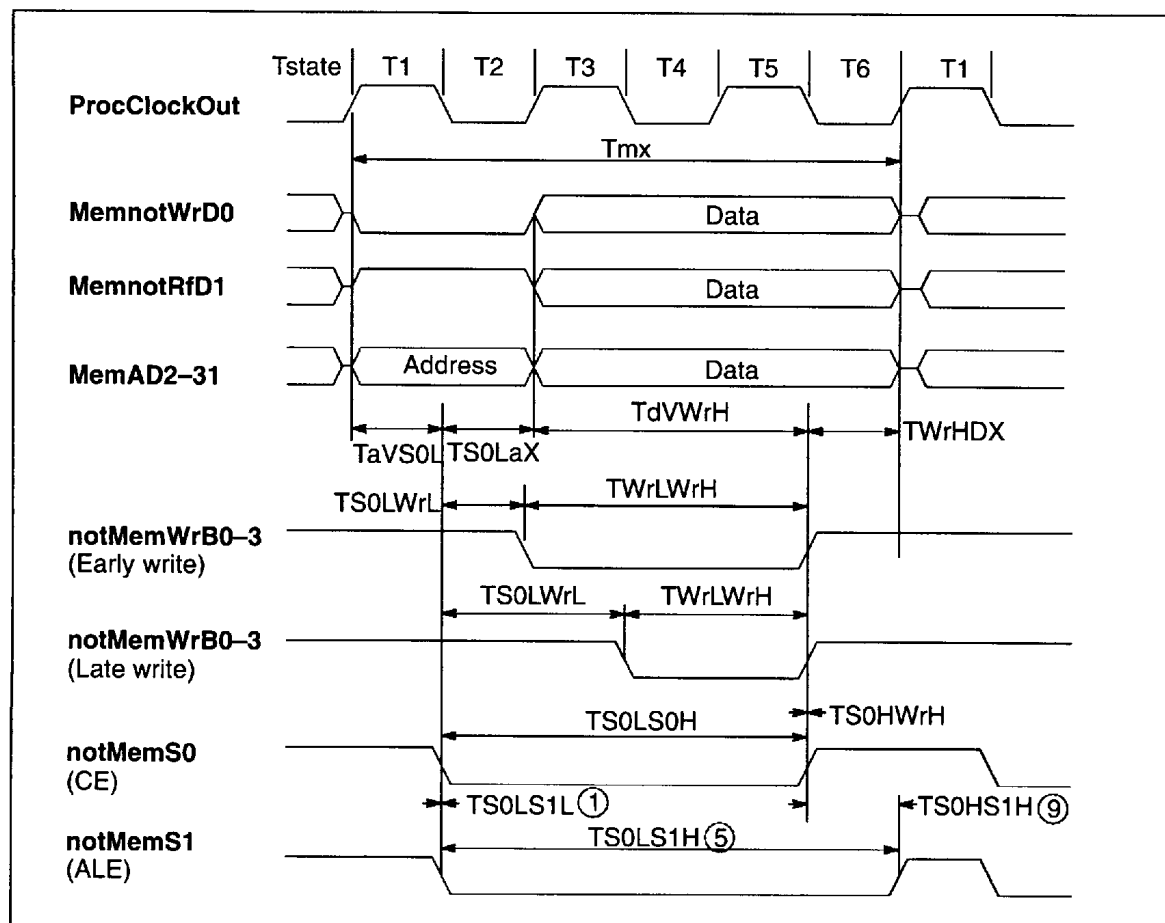 Tstate T1 T2 T3 T4 T5 T6 T1
ProcClockOut
Tmx
MemnotWrD0 Data
MemnotRfD1 Data
MemAD2–31 Address Data
TdVWrH
TaVS0L TS0LaX TWrHDX
TS0LWrL TWrLWrH
notMemWrB0–3
(Early write)
TS0LWrL TWrLWrH
notMemWrB0–3
(Late write)
TS0LS0H TS0HWrH
notMemS0
(CE)
TS0LS1L ① TS0HS1H ⑨
TS0LS1H ⑤
notMemS1
(ALE)